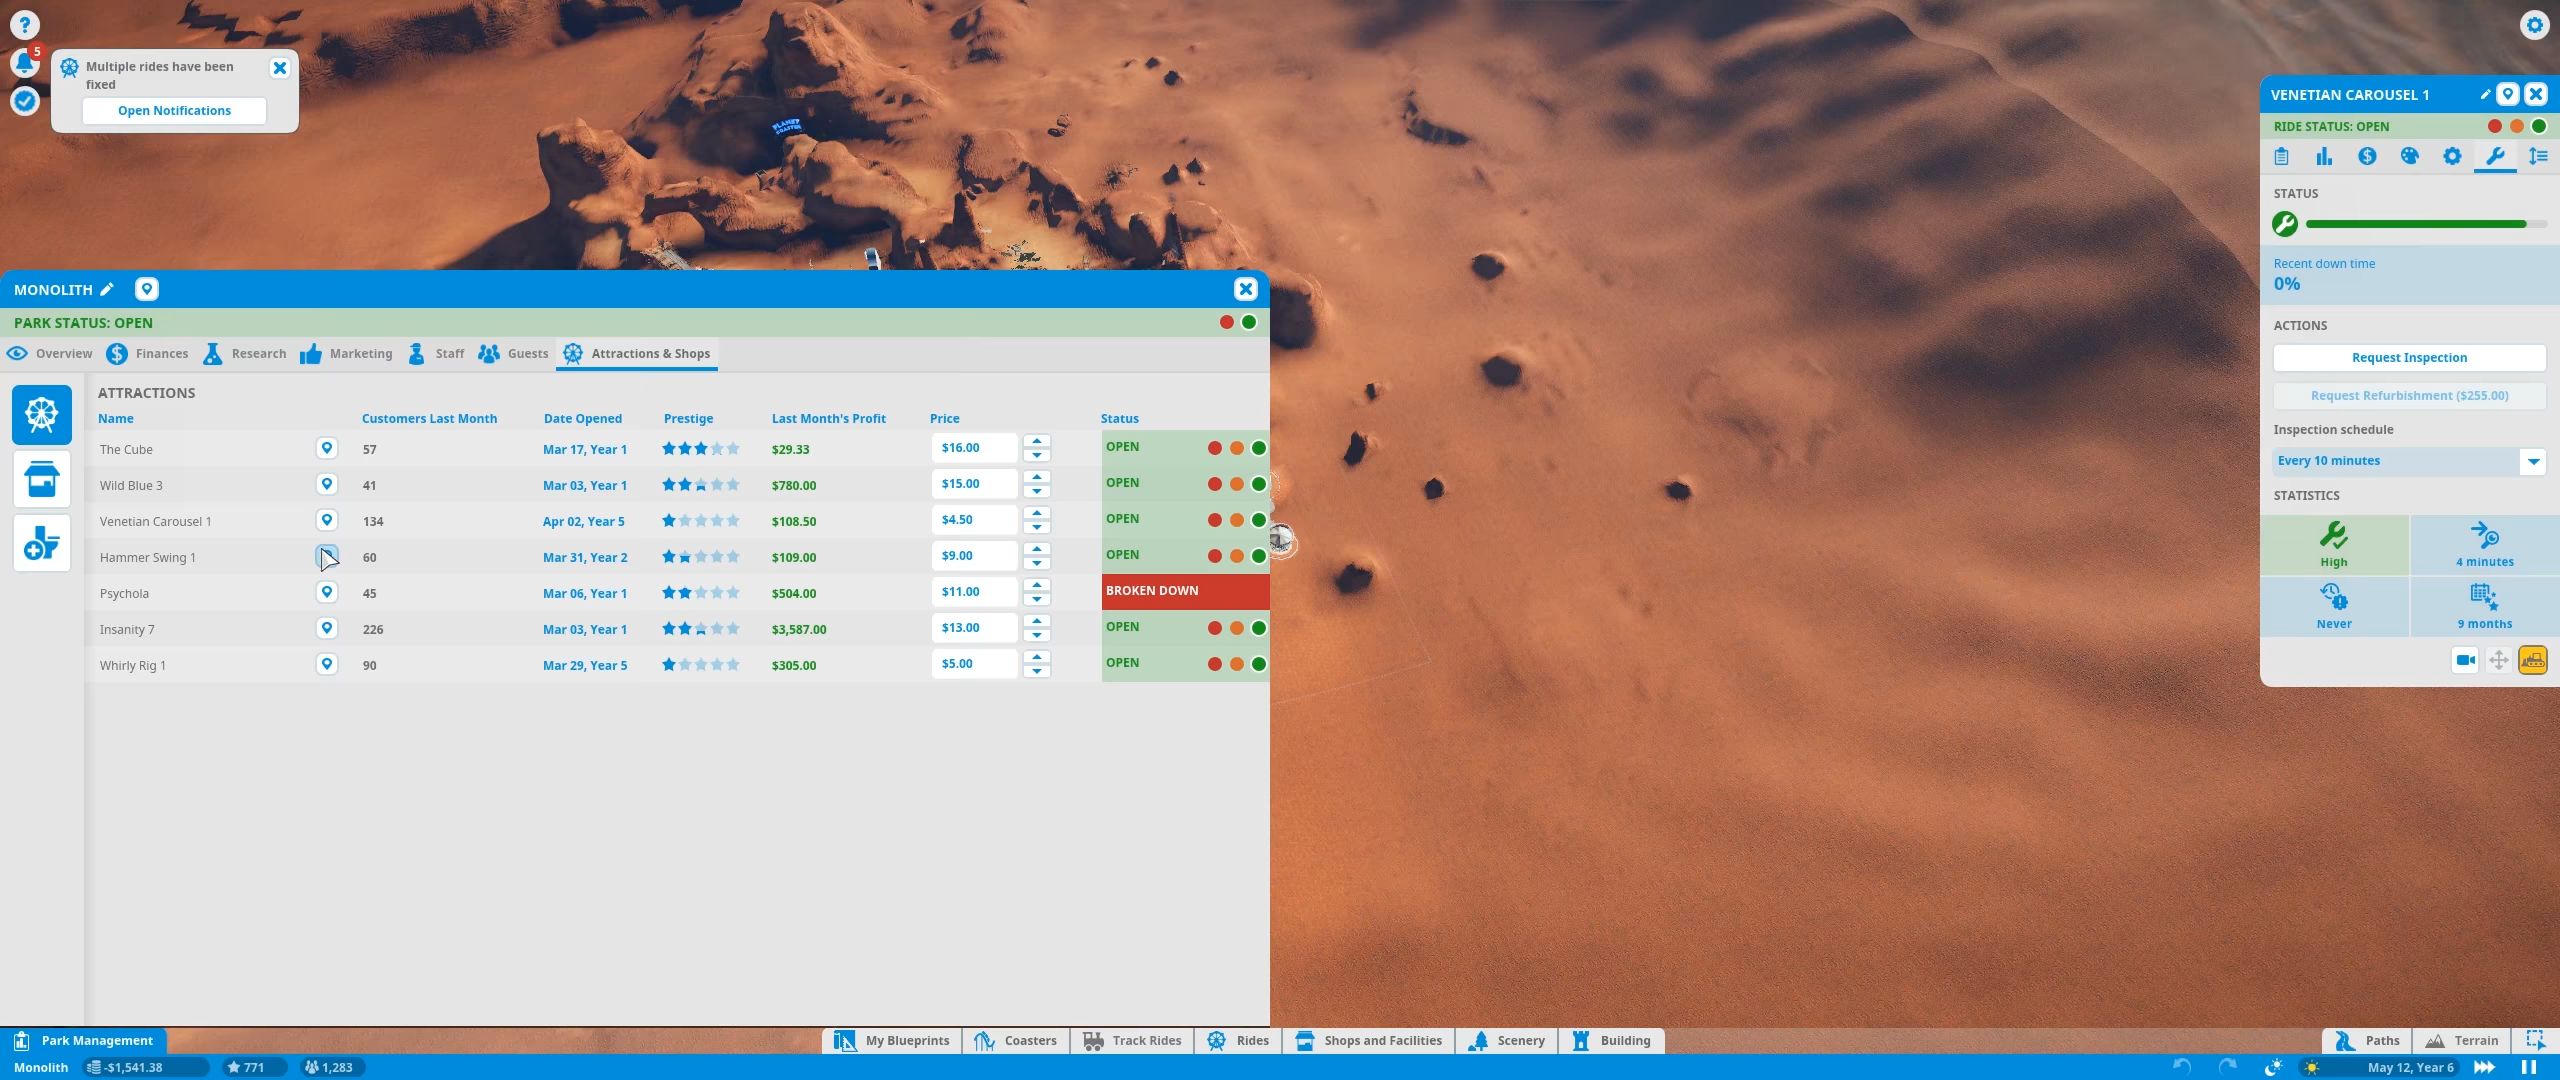 ?
5
Multiple rides have been
fixed
Open Notifications
PLANET
COASTER
MONOLITH
PARK STATUS: OPEN
Overview
Finances
Research
Marketing
Staff
Guests
Attractions & Shops
ATTRACTIONS
Name Customers Last Month Date Opened Prestige Last Month's Profit Price Status
The Cube 57 Mar 17, Year 1 $29.33 $16.00 OPEN
Wild Blue 3 41 Mar 03, Year 1 $780.00 $15.00 OPEN
Venetian Carousel 1 134 Apr 02, Year 5 $108.50 $4.50 OPEN
Hammer Swing 1 60 Mar 31, Year 2 $109.00 $9.00 OPEN
Psychola 45 Mar 06, Year 1 $504.00 $11.00 BROKEN DOWN
Insanity 7 226 Mar 03, Year 1 $3,587.00 $13.00 OPEN
Whirly Rig 1 90 Mar 29, Year 5 $305.00 $5.00 OPEN
VENETIAN CAROUSEL 1
RIDE STATUS: OPEN
STATUS
Recent down time
0%
ACTIONS
Request Inspection
Request Refurbishment ($255.00)
Inspection schedule
Every 10 minutes
STATISTICS
High
4 minutes
Never
9 months
Park Management
My Blueprints
Coasters
Track Rides
Rides
Shops and Facilities
Scenery
Building
Paths
Terrain
Monolith
-$1,541.38
771
1,283
May 12, Year 6